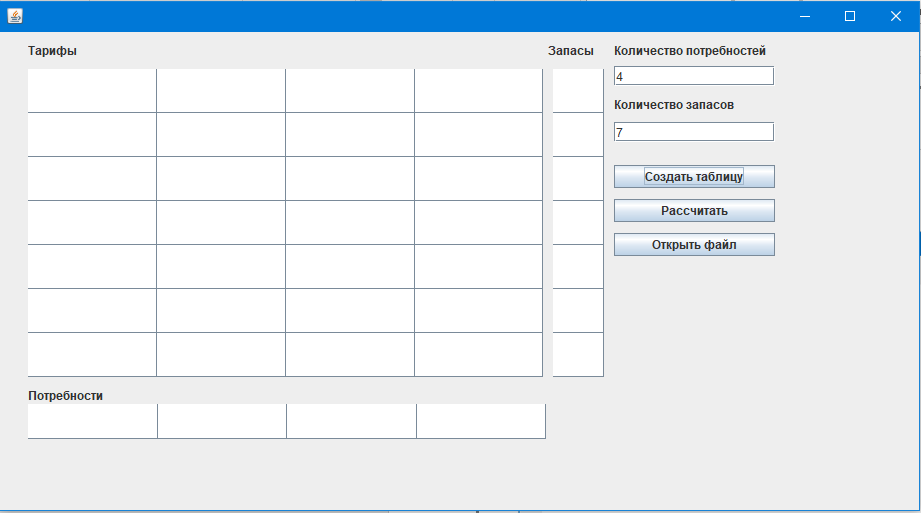 Тарифы
Запасы
Количество потребностей
4
Количество запасов
7
Создать таблицу
Рассчитать
Открыть файл
Потребности